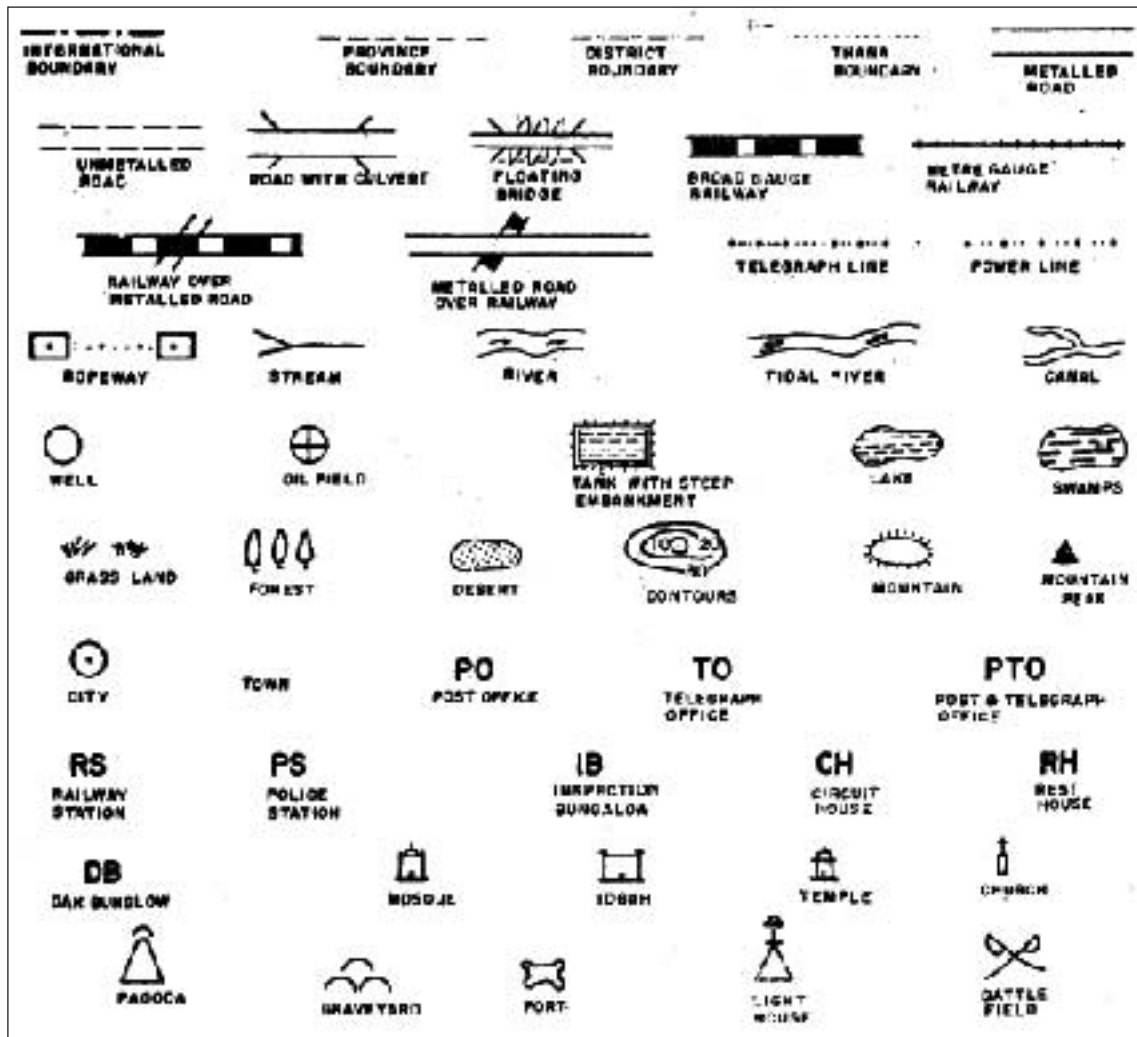 INTERNATIONAL
BOUNDARY
PROVINCE
BOUNDARY
DISTRICT
BOUNDARY
THANA
BOUNDARY
METALLED
ROAD
UNMETALLED
ROAD
ROAD WITH CULVERT
FLOATING
BRIDGE
BROAD GAUGE
RAILWAY
METRE GAUGE
RAILWAY
RAILWAY OVER
METALLED ROAD
METALLED ROAD
OVER RAILWAY
TELEGRAPH LINE
POWER LINE
ROPEWAY
STREAM
RIVER
TIDAL RIVER
CANAL
WELL
OIL FIELD
TANK WITH STEEP
EMBANKMENT
LAKE
SWAMPS
10 20
GRASS LAND
FOREST
DESERT
CONTOURS
MOUNTAIN
MOUNTAIN
PEAK
CITY
TOWN
PO
POST OFFICE
TO
TELEGRAPH
OFFICE
PTO
POST & TELEGRAPH
OFFICE
RS
RAILWAY
STATION
PS
POLICE
STATION
IB
INSPECTION
BUNGALOW
CH
CIRCUIT
HOUSE
RH
REST
HOUSE
DB
DAK BUNGLOW
MOSQUE
IDGAH
TEMPLE
CHURCH
PAGODA
GRAVEYARD
FORT
LIGHT
HOUSE
BATTLE
FIELD